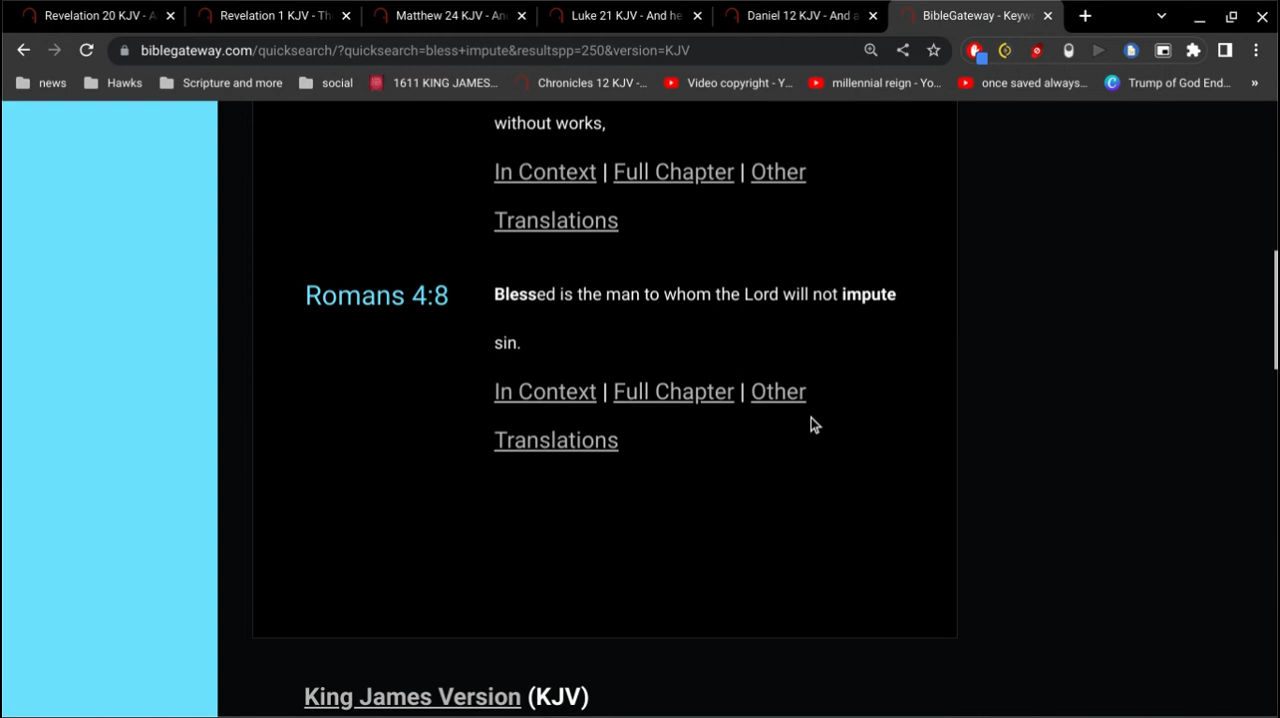 Revelation 20 KJV - A
Revelation 1 KJV - Th
Matthew 24 KJV - An
Luke 21 KJV - And he
Daniel 12 KJV - And a
BibleGateway - Keyw
biblegateway.com/quicksearch/?quicksearch=bless+impute&resultspp=250&version=KJV
news
Hawks
Scripture and more
social
1611 KING JAMES...
Chronicles 12 KJV -...
Video copyright - Y...
millennial reign - Yo...
once saved always...
Trump of God End...
»
without works,
In Context | Full Chapter | Other
Translations
Romans 4:8
Blessed is the man to whom the Lord will not impute
sin.
In Context | Full Chapter | Other
Translations
King James Version (KJV)